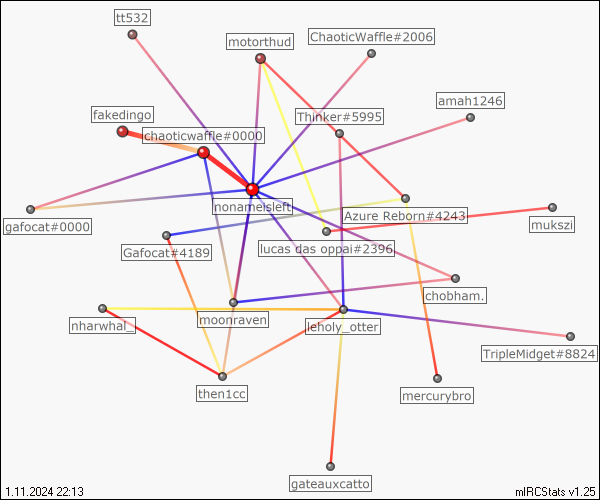 tt532
motorthud
ChaoticWaffle#2006
amah1246
fakedingo
Thinker#5995
chaoticwaffle#0000
nonameisleft
Azure Reborn#4243
mukszi
gafocat#0000
Gafocat#4189
lucas das oppai#2396
chobham.
moonraven
nharwhal_
leholy_otter
TripleMidget#8824
then1cc
mercurybro
gateauxcatto
1.11.2024 22:13
mIRCStats v1.25